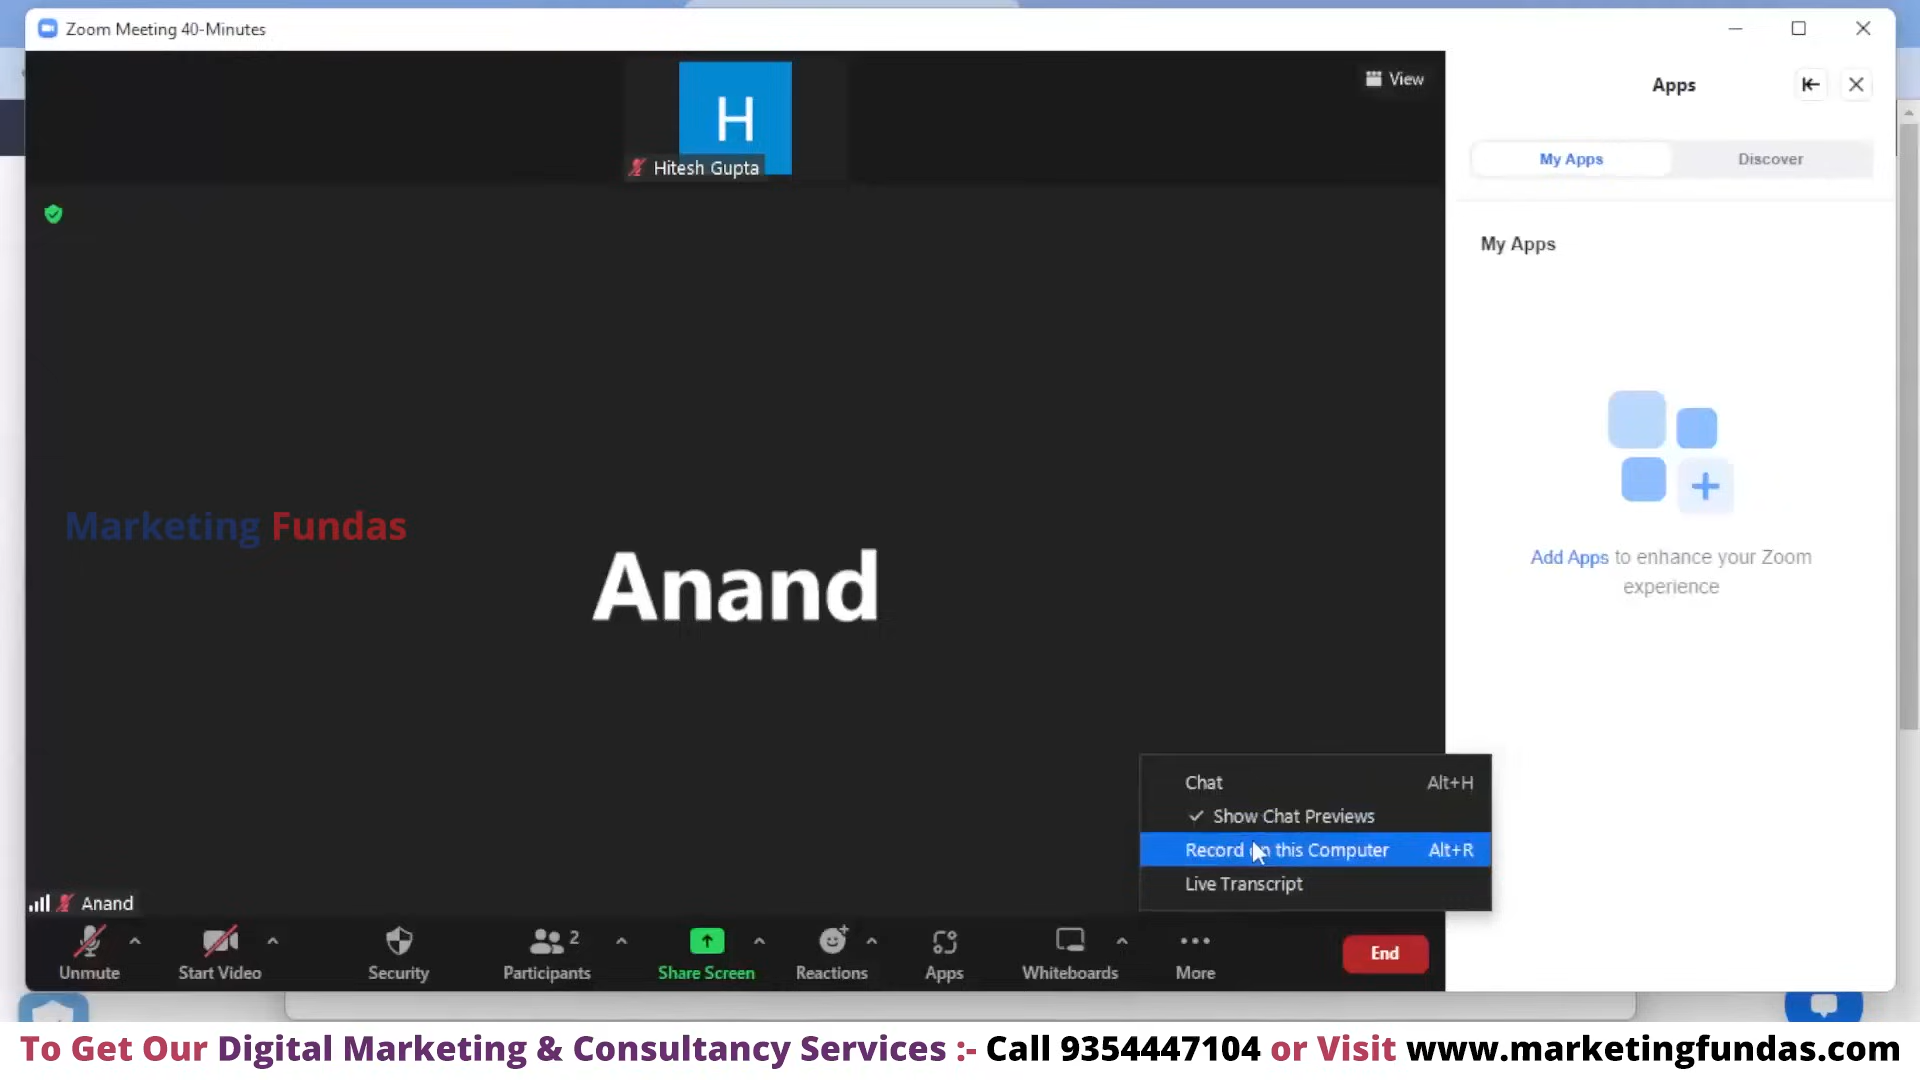 Zoom Meeting 40-Minutes
View
H
Hitesh Gupta
Apps
My Apps
Discover
My Apps
Add Apps to enhance your Zoom
experience
Marketing Fundas
Anand
Chat Alt+H
Show Chat Previews
Record on this Computer Alt+R
Live Transcript
Anand
Unmute
Start Video
Security
Participants 2
Share Screen
Reactions
Apps
Whiteboards
More
End
To Get Our Digital Marketing & Consultancy Services :- Call 9354447104 or Visit www.marketingfundas.com